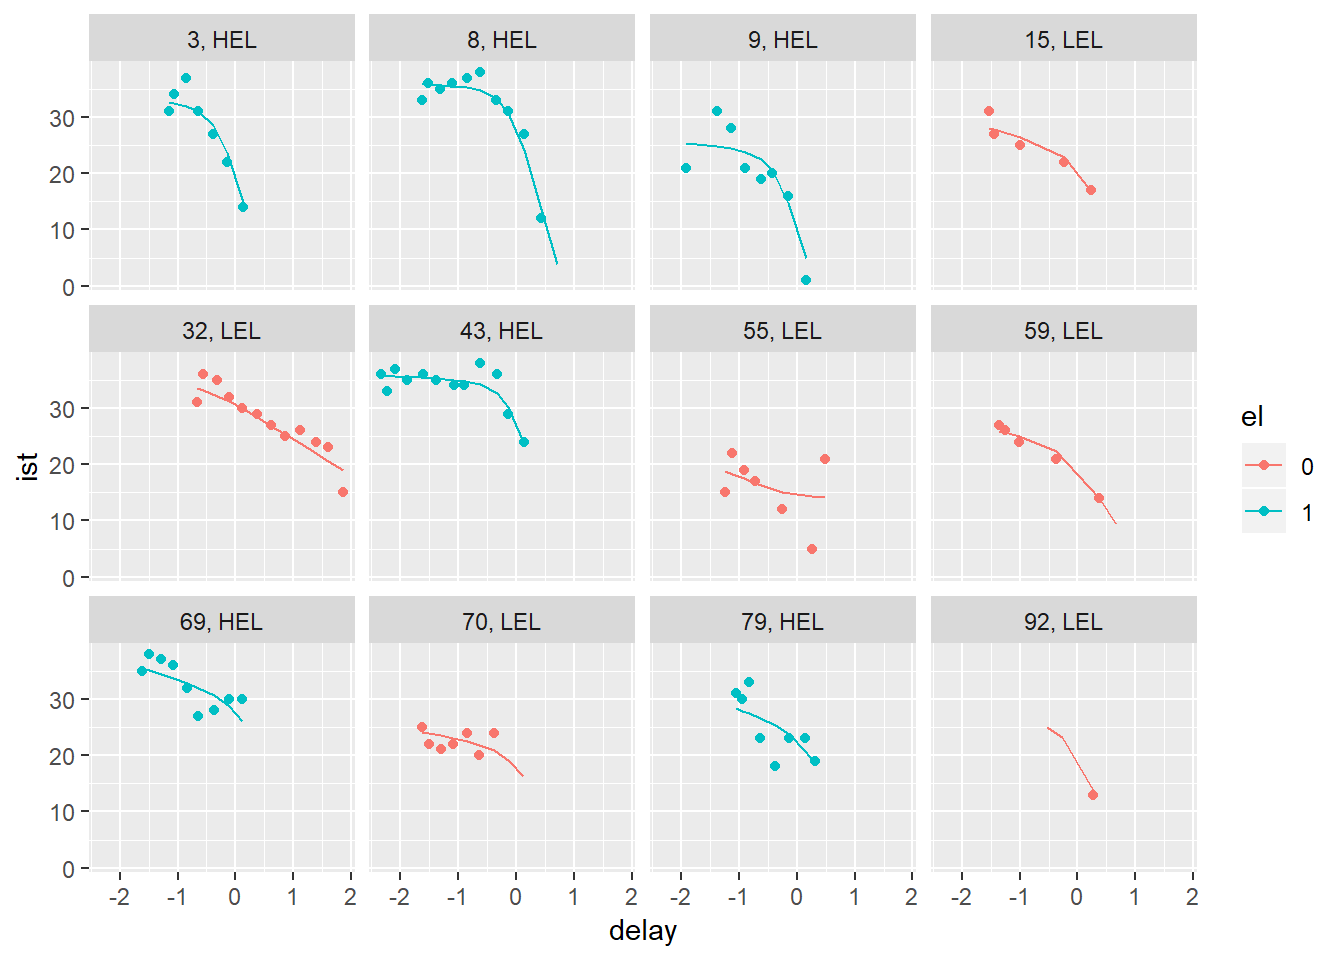 3, HEL
8, HEL
9, HEL
15, LEL
30
20
10
0
32, LEL
43, HEL
55, LEL
59, LEL
30
20
10
0
69, HEL
70, LEL
79, HEL
92, LEL
30
20
10
0
-2 -1 0 1 2
-2 -1 0 1 2
-2 -1 0 1 2
-2 -1 0 1 2
delay
ist
el
0
1